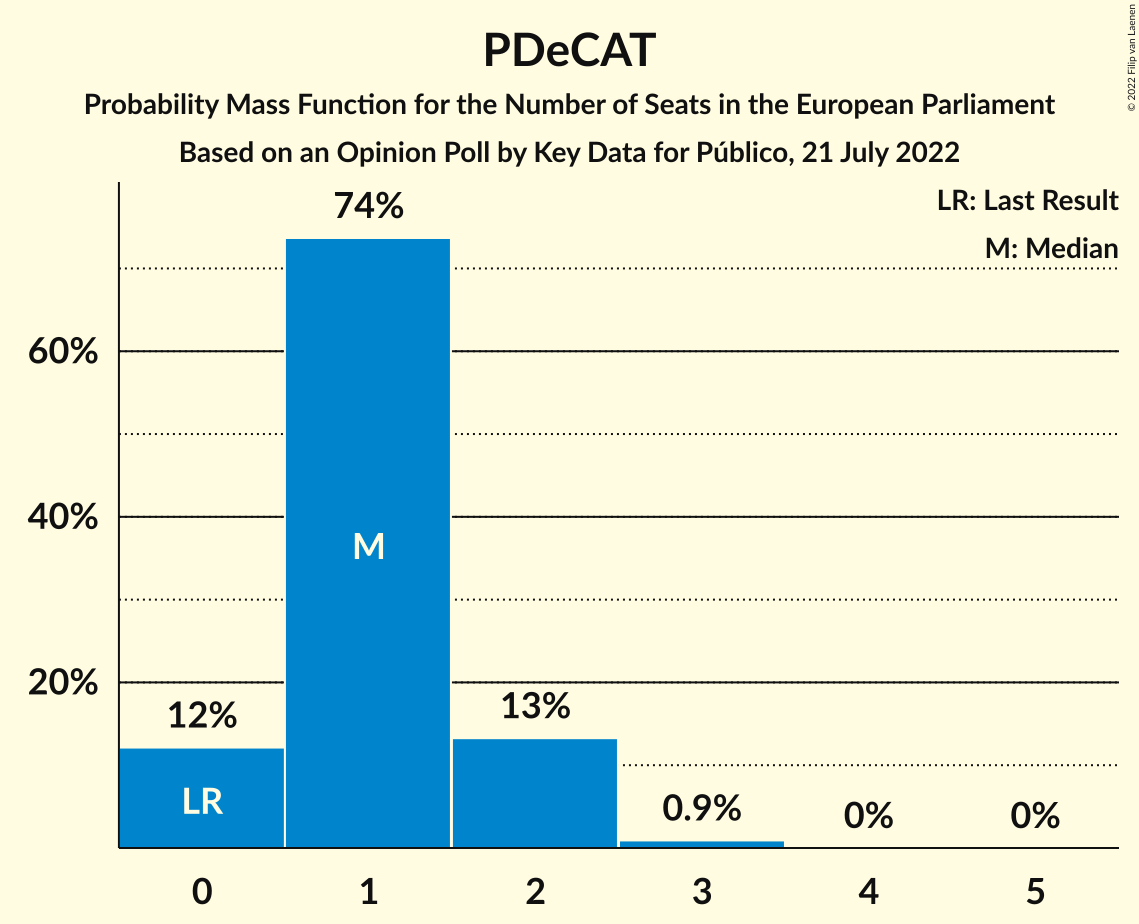 PDeCAT
Probability Mass Function for the Number of Seats in the European Parliament
Based on an Opinion Poll by Key Data for Público, 21 July 2022
© 2022 Filip van Laenen
LR: Last Result
M: Median
74%
60%
40%
20%
12%
13%
0.9%
0%
0%
M
LR
0
1
2
3
4
5